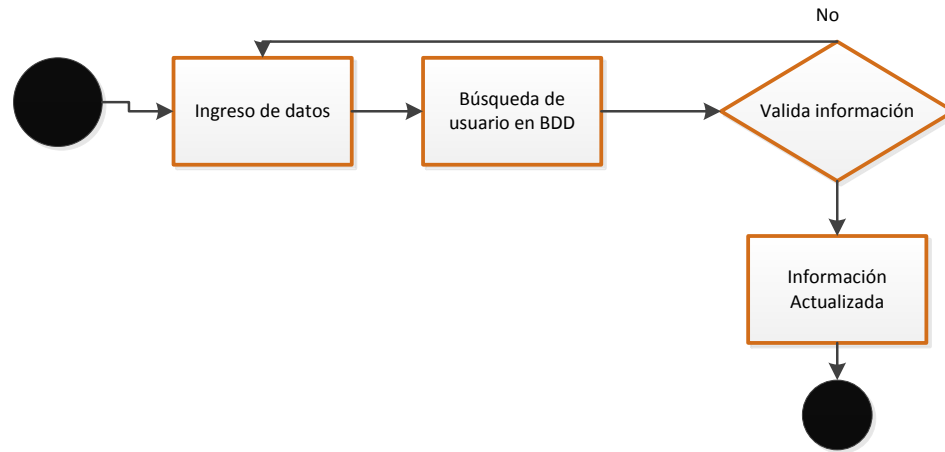 No
Ingreso de datos
Búsqueda de
usuario en BDD
Valida información
Información
Actualizada